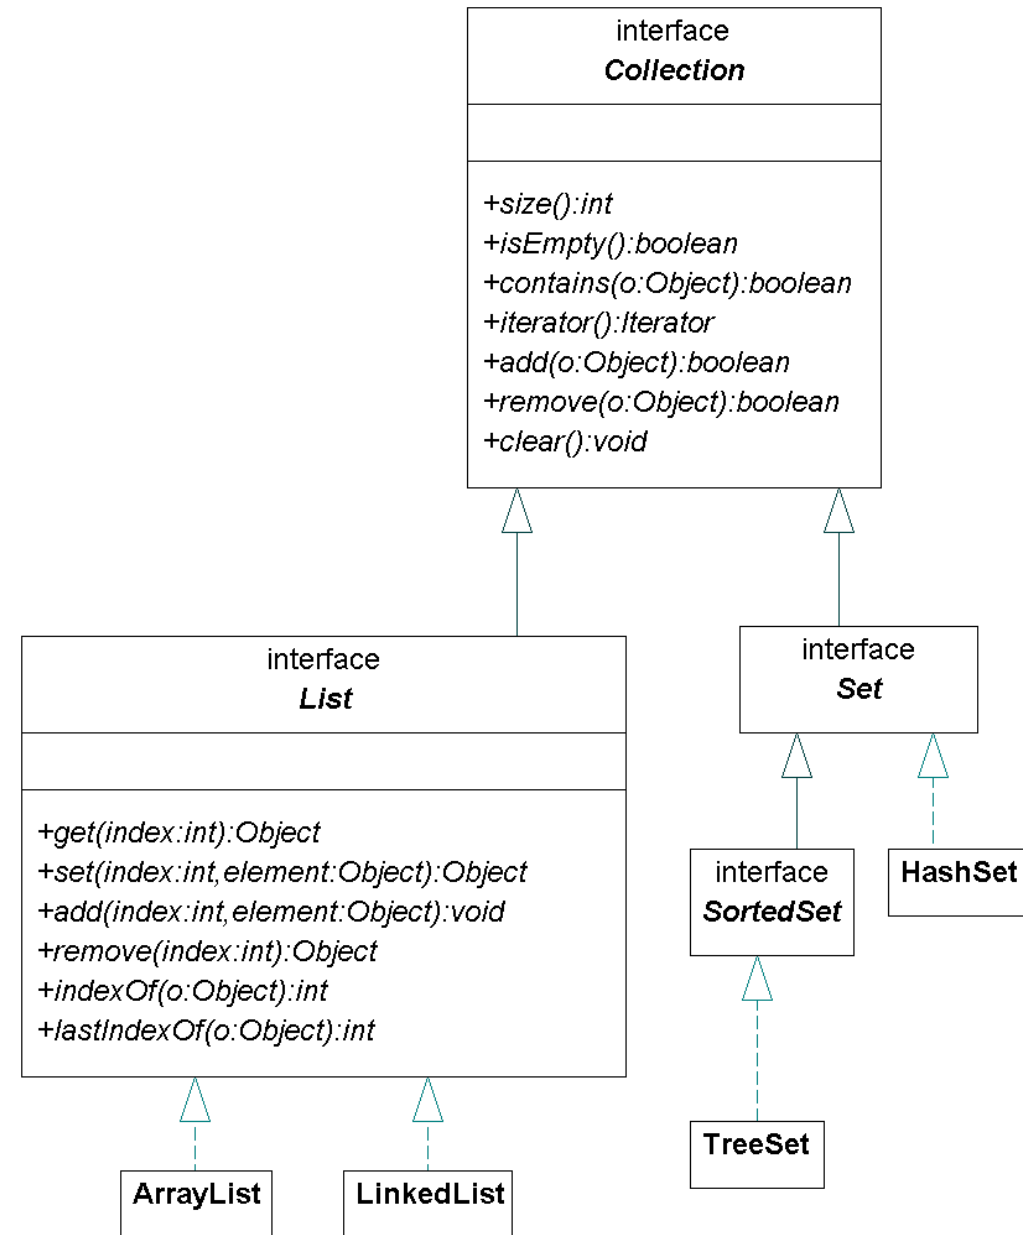 interface
Collection
+size():int
+isEmpty():boolean
+contains(o:Object):boolean
+iterator():Iterator
+add(o:Object):boolean
+remove(o:Object):boolean
+clear():void
interface
List
+get(index:int):Object
+set(index:int,element:Object):Object
+add(index:int,element:Object):void
+remove(index:int):Object
+indexOf(o:Object):int
+lastIndexOf(o:Object):int
interface
Set
interface
SortedSet
HashSet
TreeSet
ArrayList
LinkedList